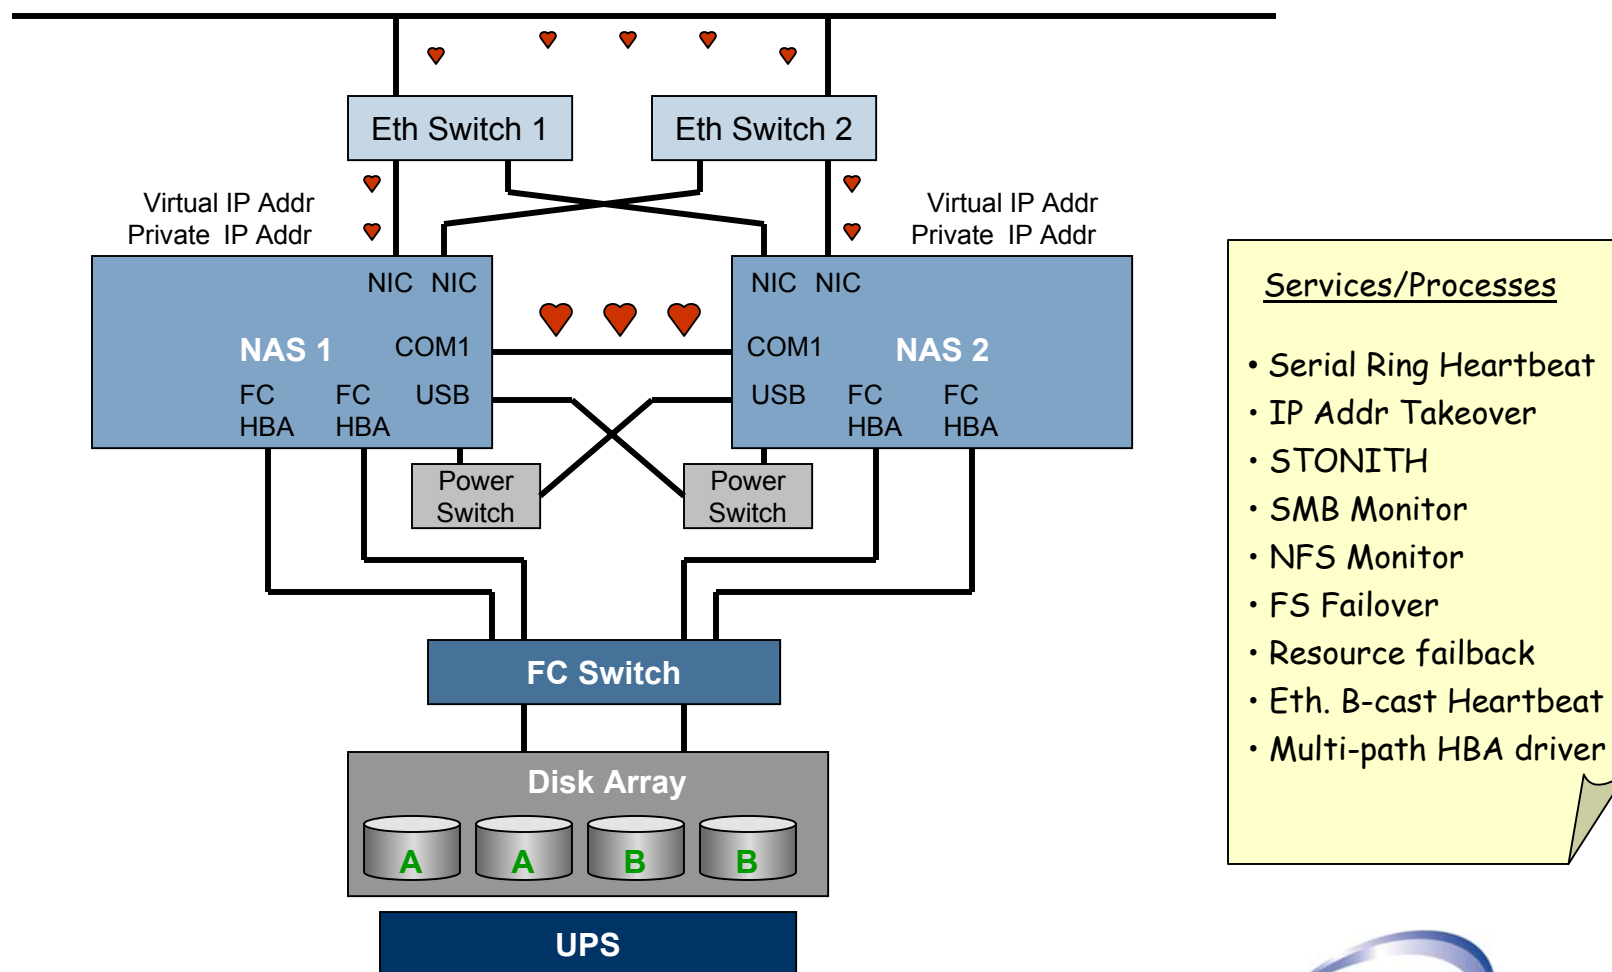 Eth Switch 1
Eth Switch 2
Virtual IP Addr
Private IP Addr
Virtual IP Addr
Private IP Addr
NIC NIC
NIC NIC
NAS 1
COM1
COM1
NAS 2
FC
HBA
FC
HBA
USB
USB
FC
HBA
FC
HBA
Power
Switch
Power
Switch
FC Switch
Disk Array
A
A
B
B
UPS
Services/Processes
• Serial Ring Heartbeat
• IP Addr Takeover
• STONITH
• SMB Monitor
• NFS Monitor
• FS Failover
• Resource failback
• Eth. B-cast Heartbeat
• Multi-path HBA driver